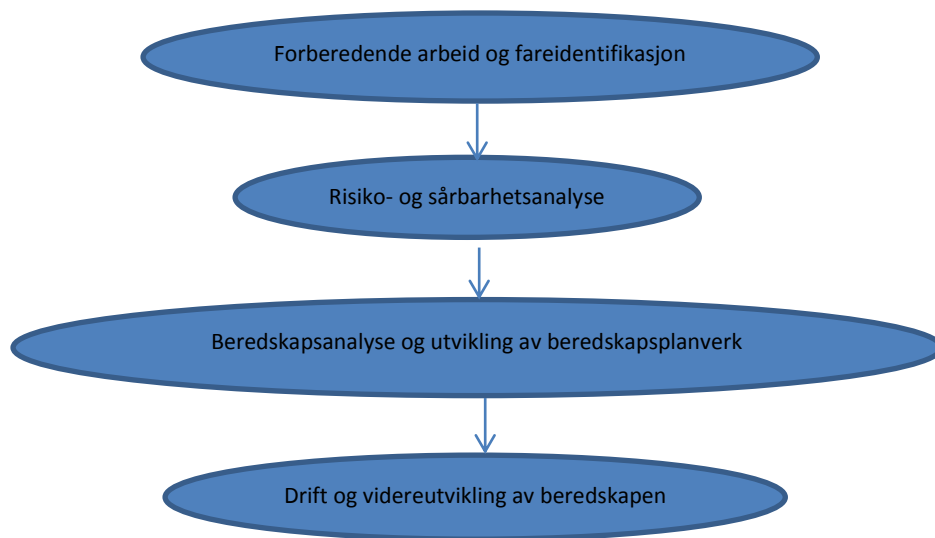 Forberedende arbeid og fareidentifikasjon
Risiko- og sårbarhetsanalyse
Beredskapsanalyse og utvikling av beredskapsplanverk
Drift og videreutvikling av beredskapen